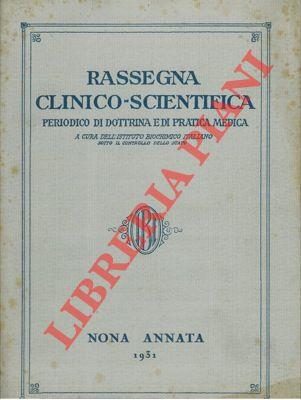 RASSEGNA
CLINICO-SCIENTIFICA
PERIODICO DI DOTTRINA E DI PRATICA MEDICA
A CURA DELL'ISTITUTO BIOCHIMICO ITALIANO
SOTTO IL CONTROLLO DELLO STATO
LIBRERIA PIANI
NONA ANNATA
1931